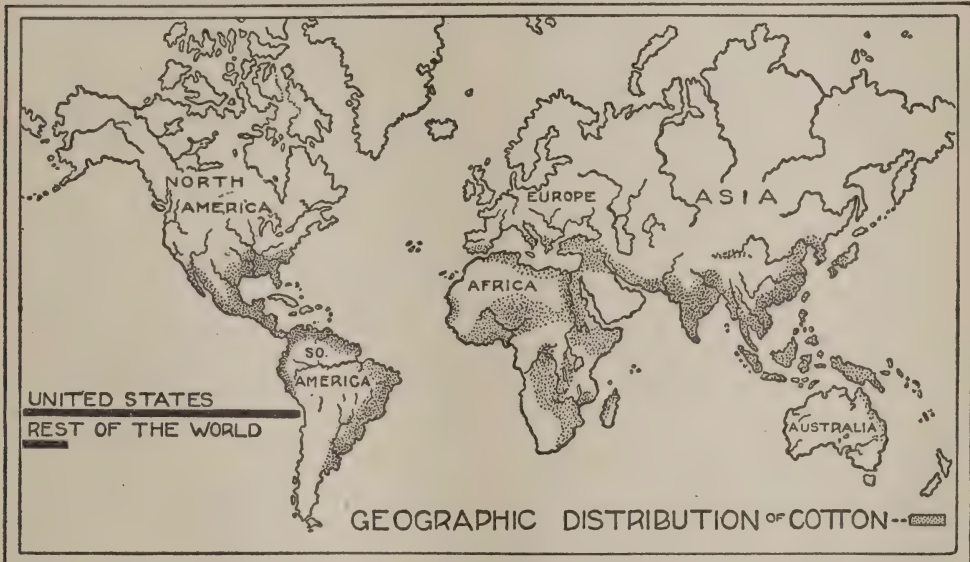 NORTH
AMERICA
EUROPE
ASIA
AFRICA
SO.
AMERICA
UNITED STATES
REST OF THE WORLD
AUSTRALIA
GEOGRAPHIC DISTRIBUTION OF COTTON--